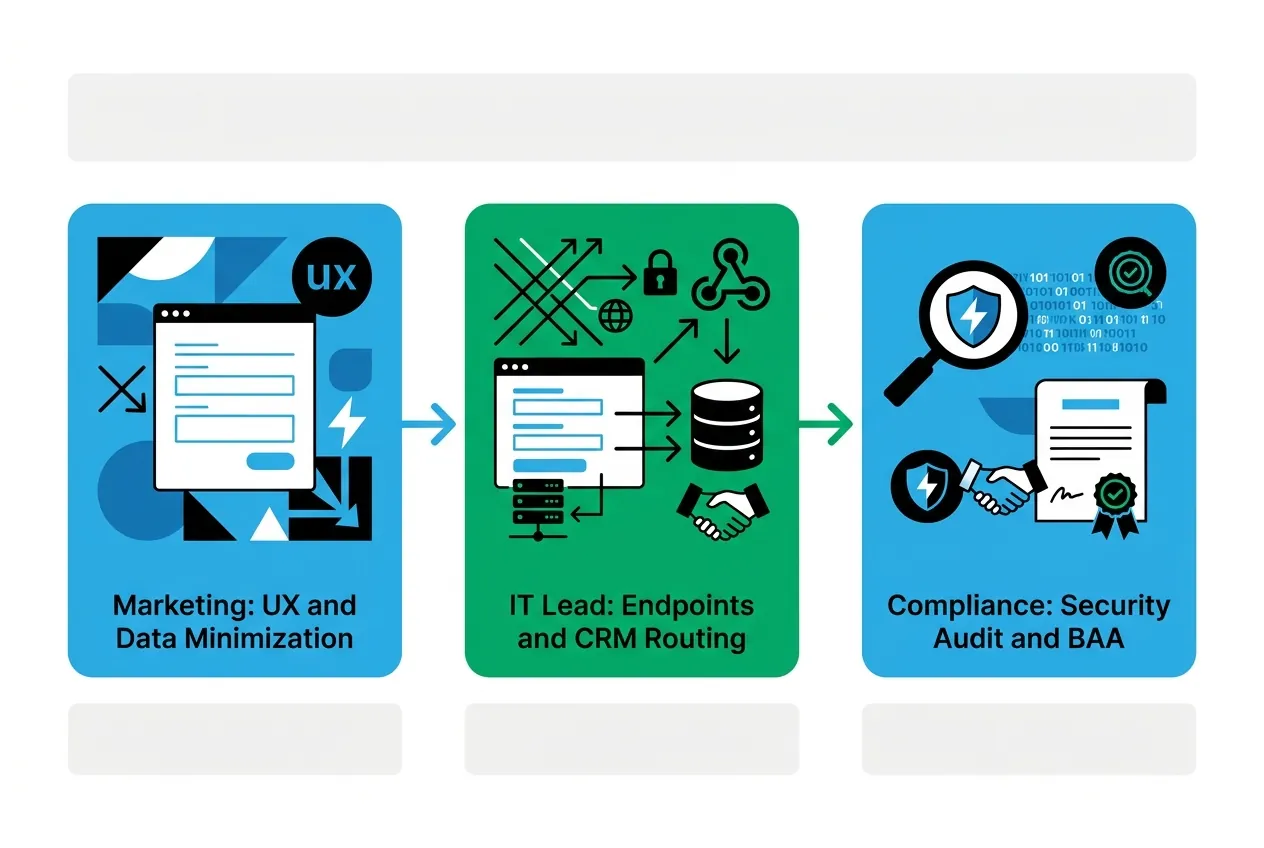 UX
Marketing: UX and
Data Minimization
IT Lead: Endpoints
and CRM Routing
Compliance: Security
Audit and BAA